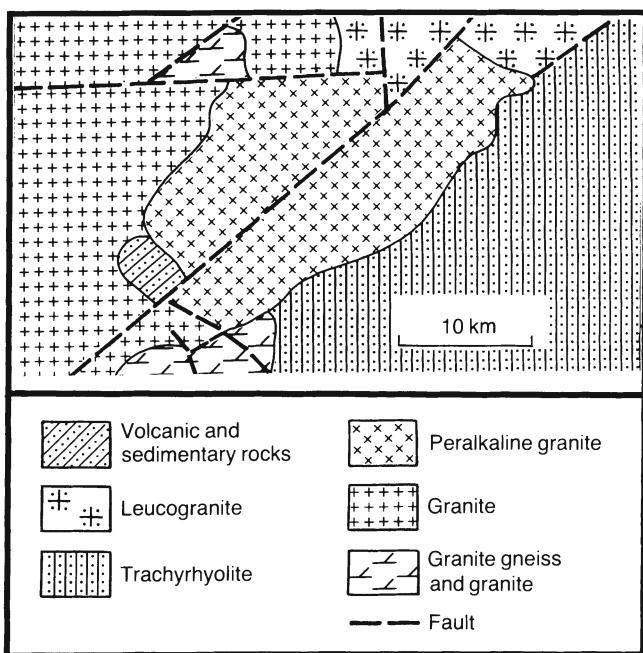 10 km
Volcanic and
sedimentary rocks
Leucogranite
Trachyrhyolite
Peralkaline granite
Granite
Granite gneiss
and granite
Fault